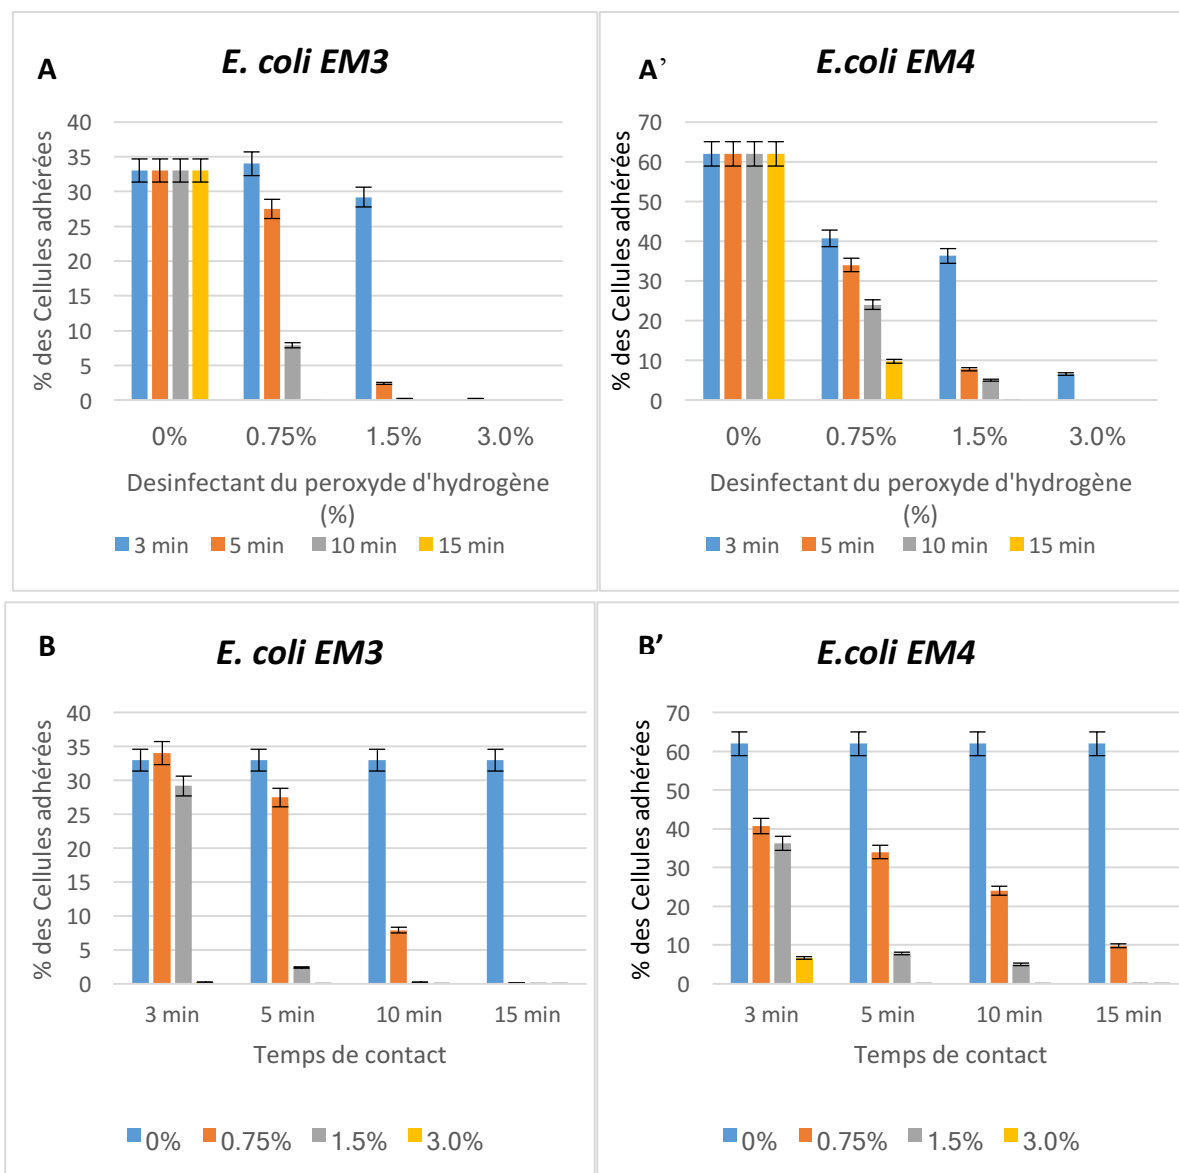 A
E. coli EM3
% des Cellules adhérées
40
35
30
25
20
15
10
5
0
0%
0.75%
1.5%
3.0%
Desinfectant du peroxyde d'hydrogène
(%)
3 min
5 min
10 min
15 min
A’
E.coli EM4
% des Cellules adhérées
70
60
50
40
30
20
10
0
0%
0.75%
1.5%
3.0%
Desinfectant du peroxyde d'hydrogène
(%)
3 min
5 min
10 min
15 min
B
E. coli EM3
% des Cellules adhérées
40
35
30
25
20
15
10
5
0
3 min
5 min
10 min
15 min
Temps de contact
0%
0.75%
1.5%
3.0%
B’
E.coli EM4
% des Cellules adhérées
70
60
50
40
30
20
10
0
3 min
5 min
10 min
15 min
Temps de contact
0%
0.75%
1.5%
3.0%